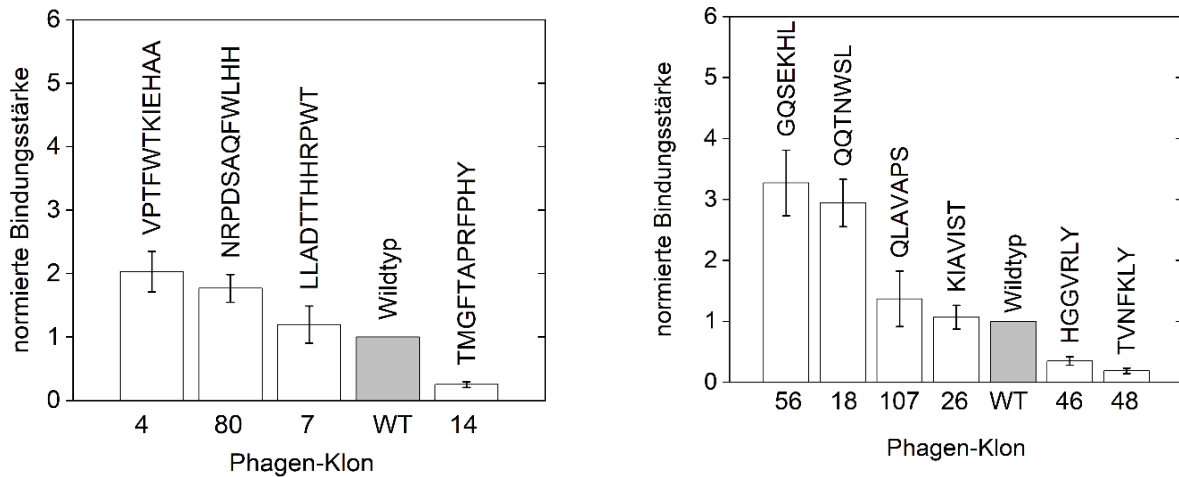 normierte Bindungsstärke
6
5
4
3
2
1
0
VPTFWTKIEHAA
NRPDSAQFWLHH
LLADTTHHRPWT
Wildtyp
TMGFTAPRFPHY
4 80 7 WT 14
Phagen-Klon
normierte Bindungsstärke
6
5
4
3
2
1
0
GQSEKHL
QQTNWSL
QLAVAPS
KIAVIST
Wildtyp
HGGVRLY
TVNFKLY
56 18 107 26 WT 46 48
Phagen-Klon